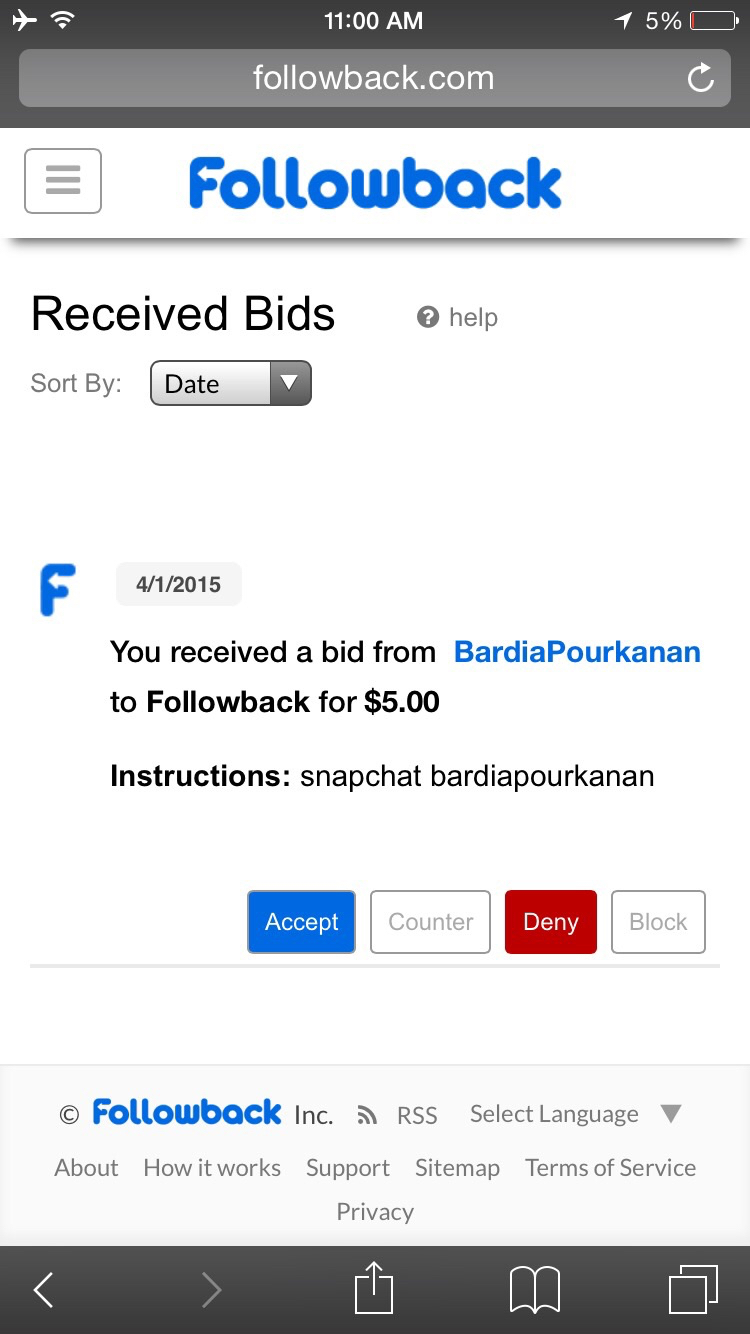 11:00 AM 5%
followback.com
Followback
Received Bids help
Sort By: Date
4/1/2015
You received a bid from BardiaPourkanan
to Followback for $5.00
Instructions: snapchat bardiapourkanan
Accept Counter Deny Block
© Followback Inc. RSS Select Language
About How it works Support Sitemap Terms of Service
Privacy